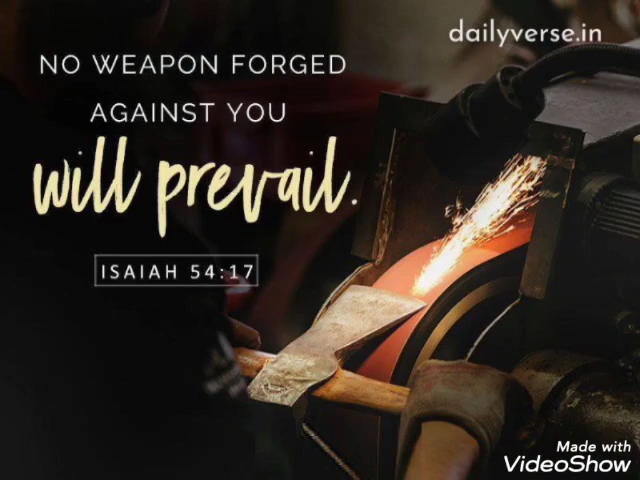 dailyverse.in
NO WEAPON FORGED
AGAINST YOU
will prevail.
ISAIAH 54:17
Made with
VideoShow